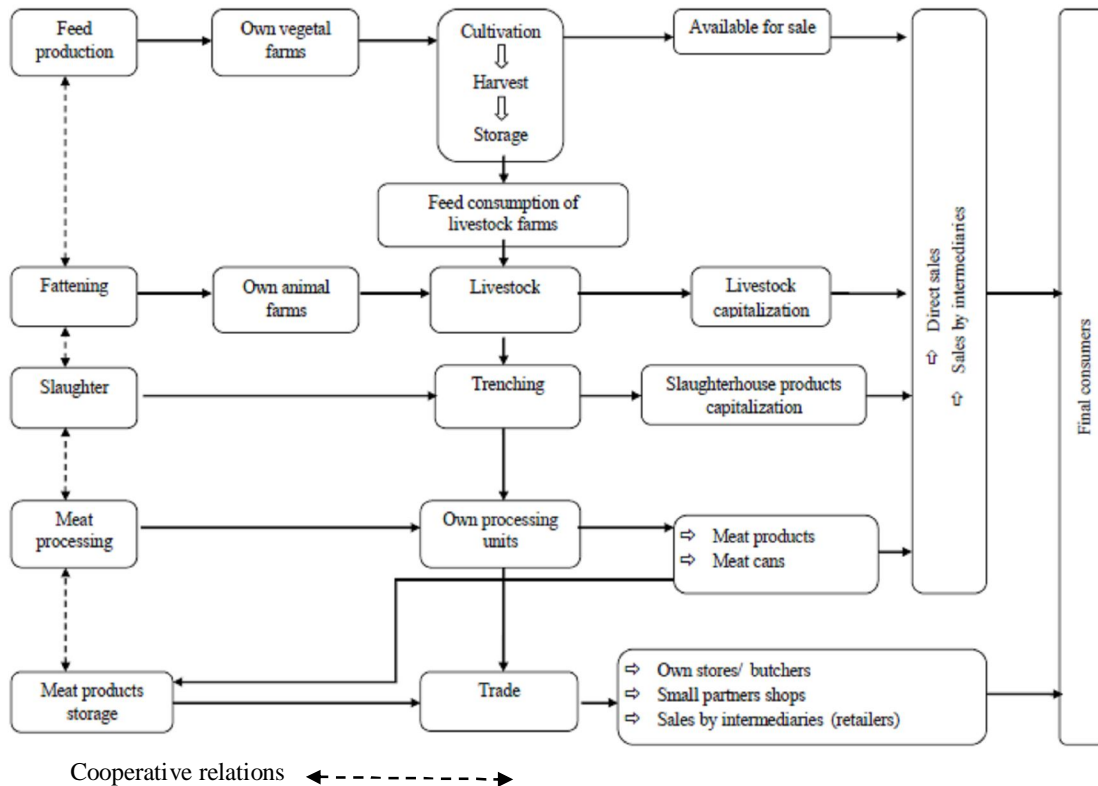 Feed
production
Own vegetal
farms
Cultivation
Harvest
Storage
Available for sale
Feed consumption of
livestock farms
Fattening
Own animal
farms
Livestock
Livestock
capitalization
Slaughter
Trenching
Slaughterhouse products
capitalization
Meat
processing
Own processing
units
⇨ Meat products
⇨ Meat cans
Meat products
storage
Trade
⇨ Own stores/ butchers
⇨ Small partners shops
⇨ Sales by intermediaries (retailers)
⇨ Direct sales
⇨ Sales by intermediaries
Final consumers
Cooperative relations